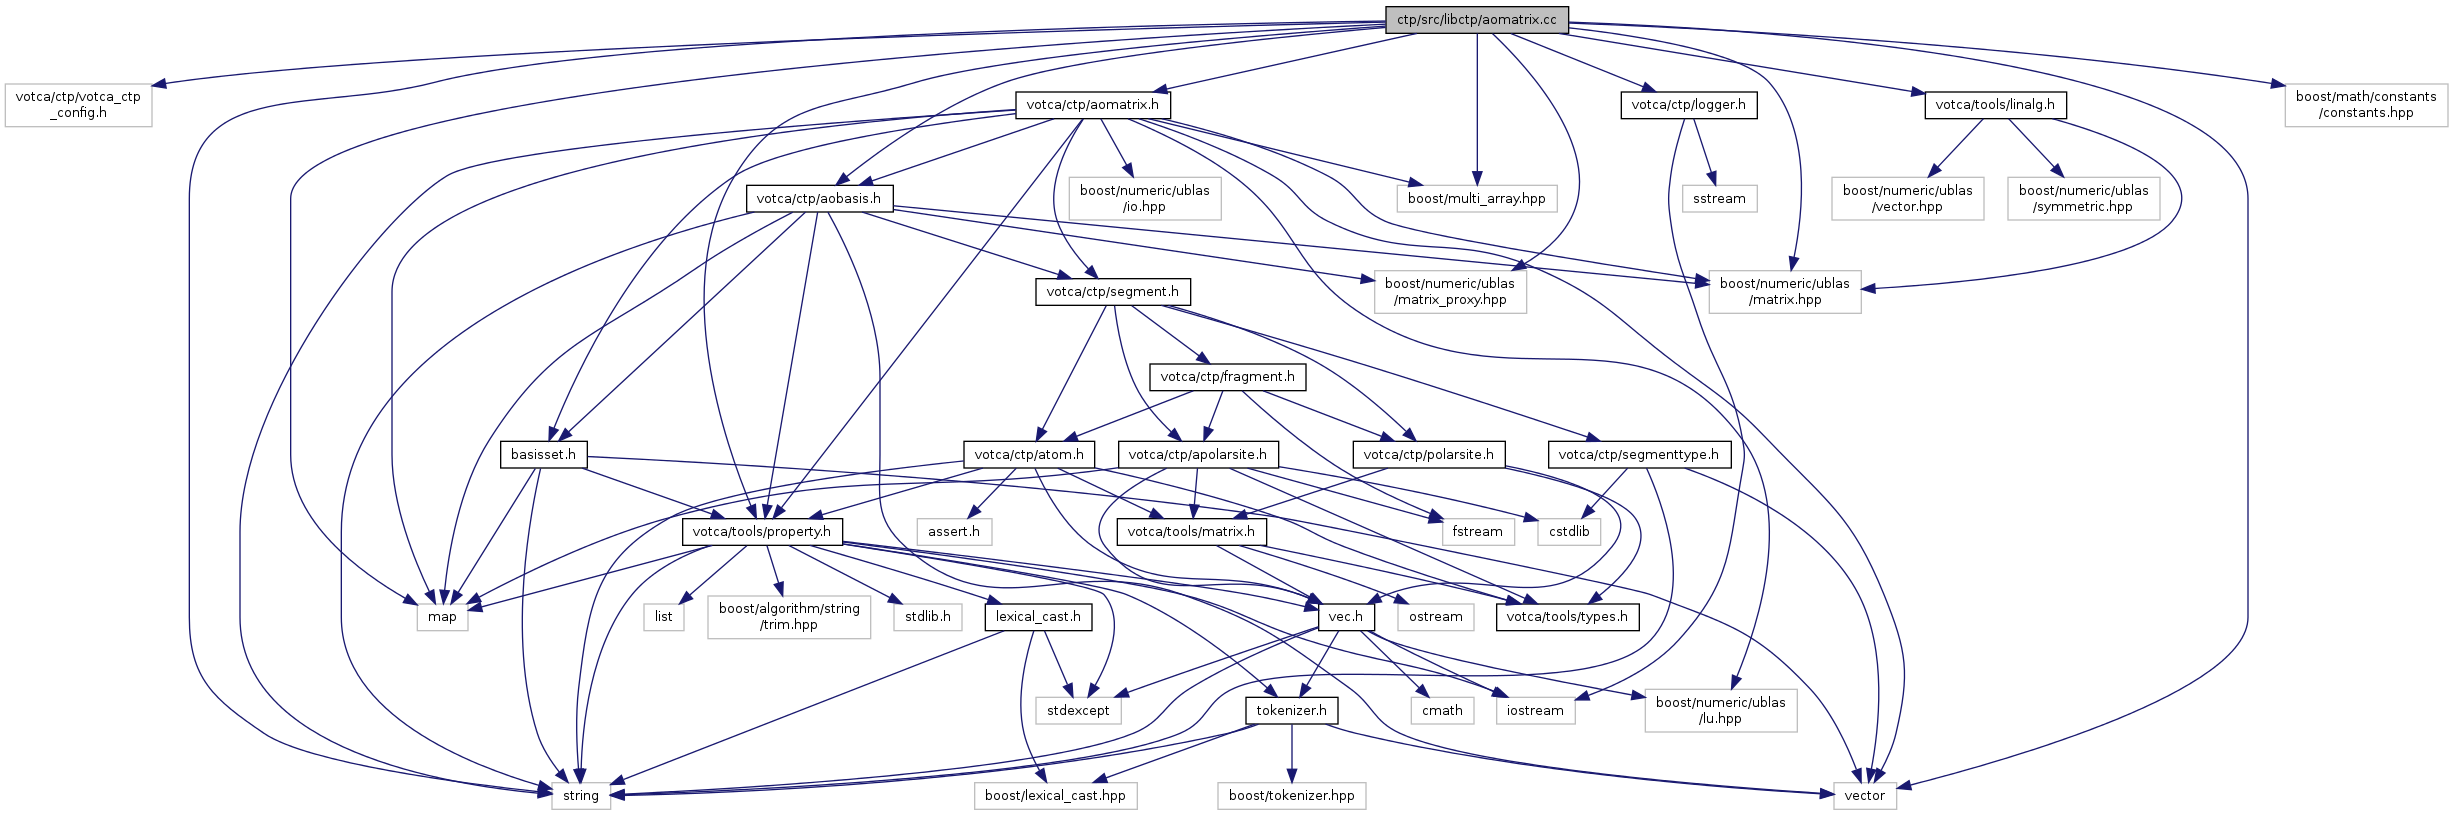 ctp/src/libctp/aomatrix.cc
votca/ctp/votca_ctp
_config.h
votca/ctp/aomatrix.h
votca/ctp/logger.h
votca/tools/linalg.h
boost/math/constants
/constants.hpp
votca/ctp/aobasis.h
boost/numeric/ublas
/io.hpp
boost/multi_array.hpp
sstream
boost/numeric/ublas
/vector.hpp
boost/numeric/ublas
/symmetric.hpp
votca/ctp/segment.h
boost/numeric/ublas
/matrix_proxy.hpp
boost/numeric/ublas
/matrix.hpp
votca/ctp/fragment.h
basisset.h
votca/ctp/atom.h
votca/ctp/apolarsite.h
votca/ctp/polarsite.h
votca/ctp/segmenttype.h
votca/tools/property.h
assert.h
votca/tools/matrix.h
fstream
cstdlib
map
list
boost/algorithm/string
/trim.hpp
stdlib.h
lexical_cast.h
vec.h
ostream
votca/tools/types.h
stdexcept
tokenizer.h
cmath
iostream
boost/numeric/ublas
/lu.hpp
string
boost/lexical_cast.hpp
boost/tokenizer.hpp
vector